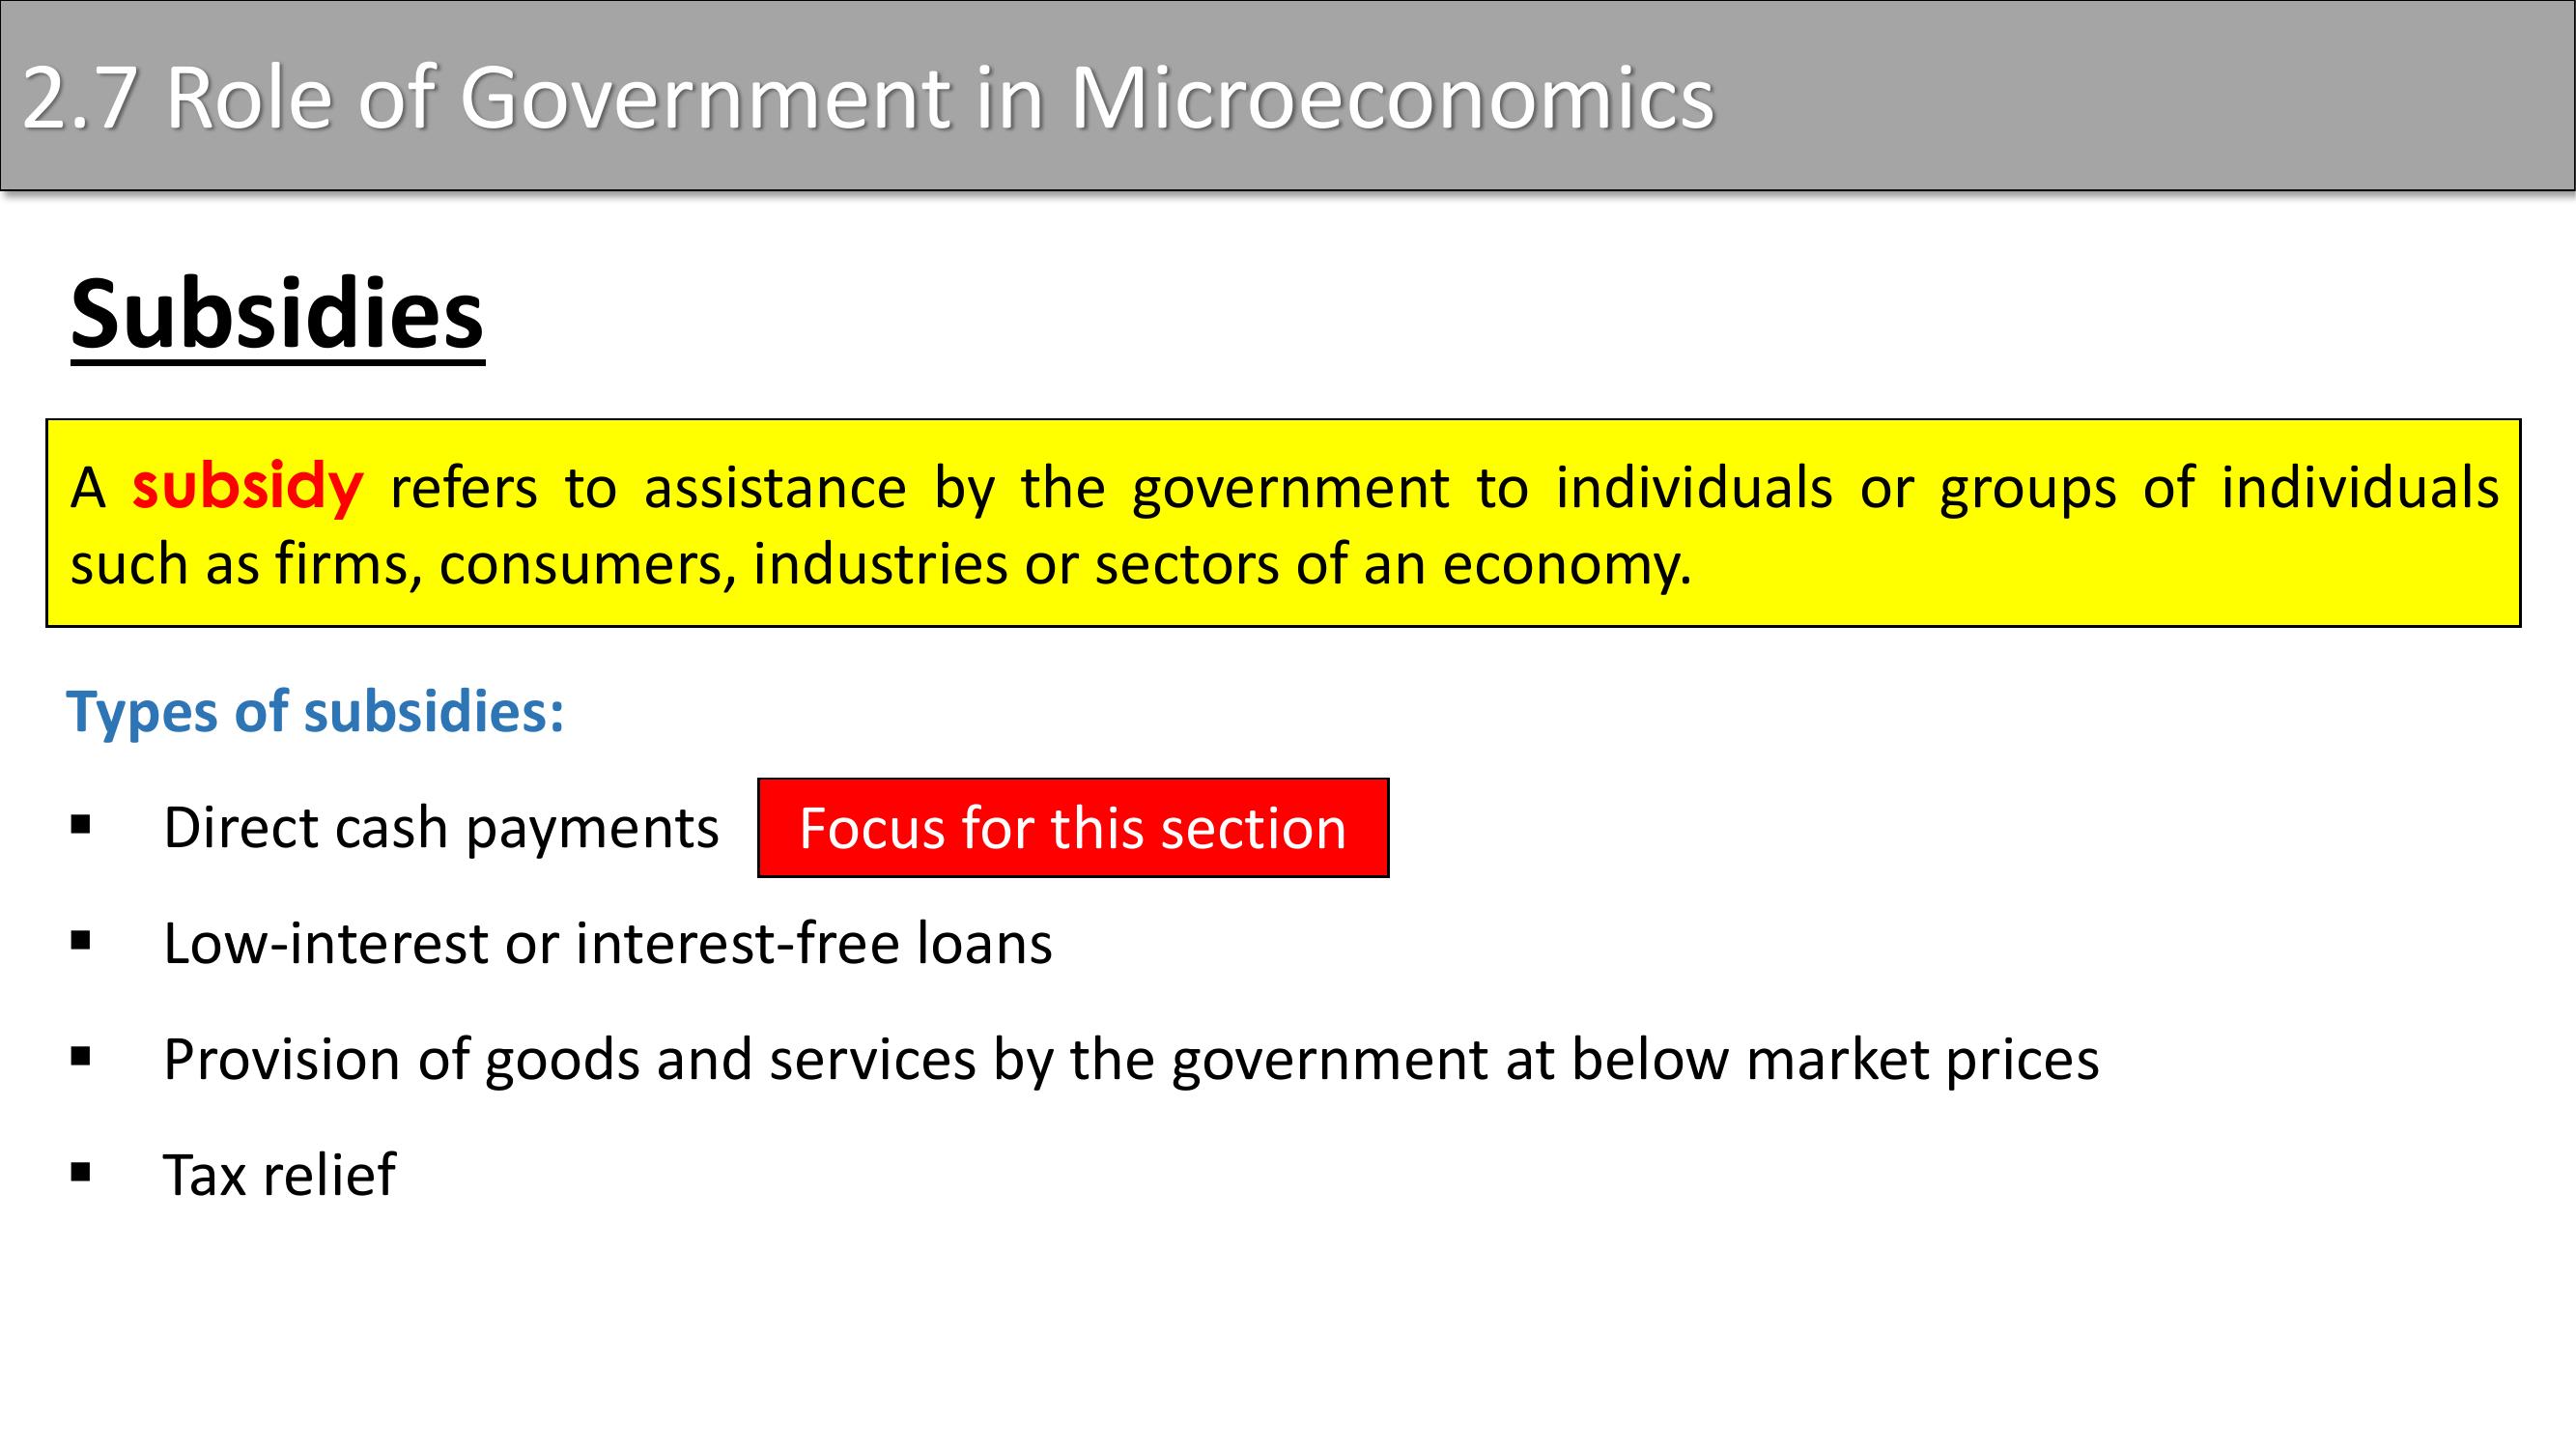 2.7 Role of Government in Microeconomics
Subsidies
A subsidy refers to assistance by the government to individuals or groups of individuals
such as firms, consumers, industries or sectors of an economy.
Types of subsidies:
▪ Direct cash payments Focus for this section
▪ Low-interest or interest-free loans
▪ Provision of goods and services by the government at below market prices
▪ Tax relief